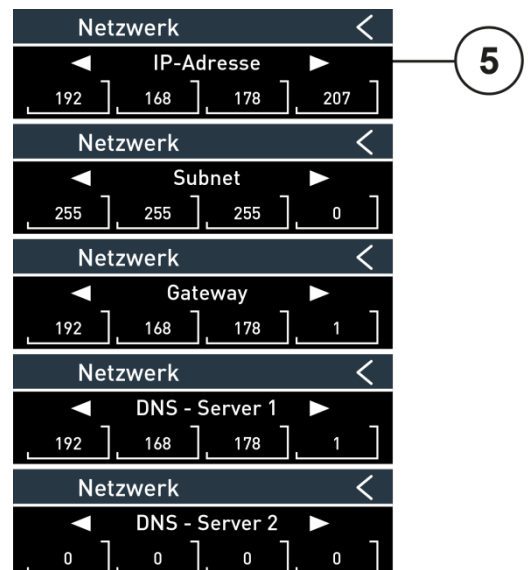 Netzwerk
IP-Adresse
192 168 178 207
5
Netzwerk
Subnet
255 255 255 0
Netzwerk
Gateway
192 168 178 1
Netzwerk
DNS - Server 1
192 168 178 1
Netzwerk
DNS - Server 2
0 0 0 0